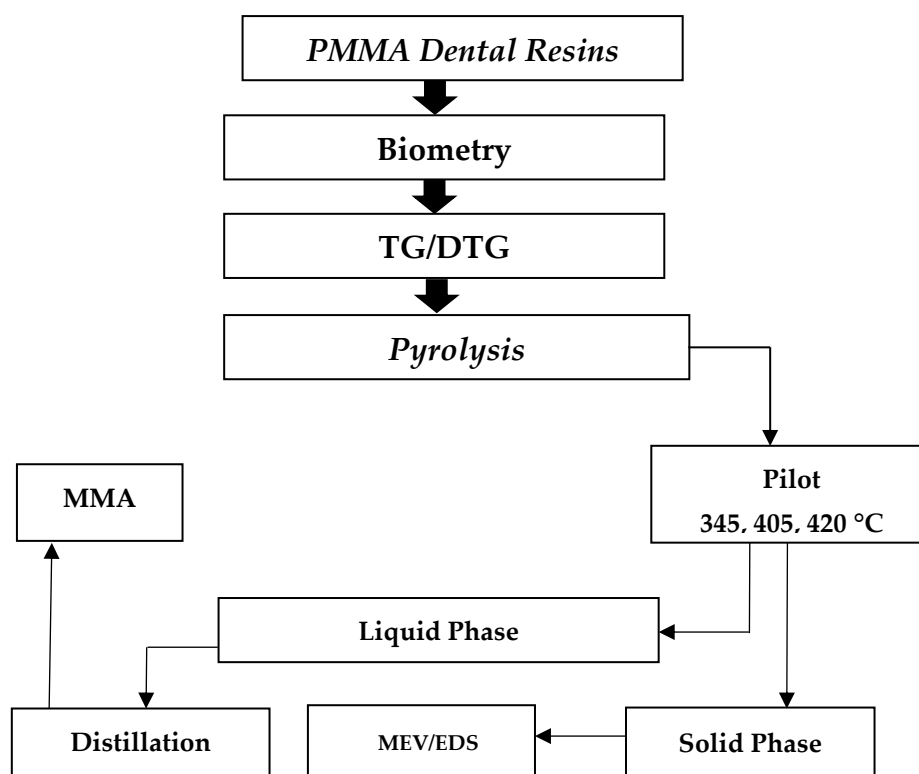 PMMA Dental Resins
Biometry
TG/DTG
Pyrolysis
Pilot
345, 405, 420 °C
MMA
Liquid Phase
Distillation
MEV/EDS
Solid Phase